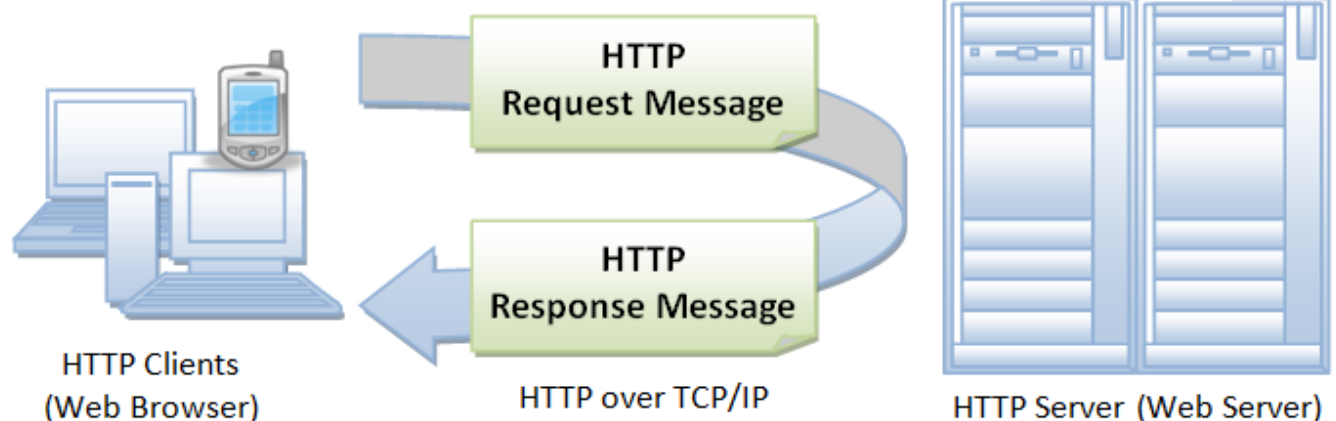 HTTP
Request Message
HTTP
Response Message
HTTP Clients
(Web Browser)
HTTP over TCP/IP
HTTP Server (Web Server)